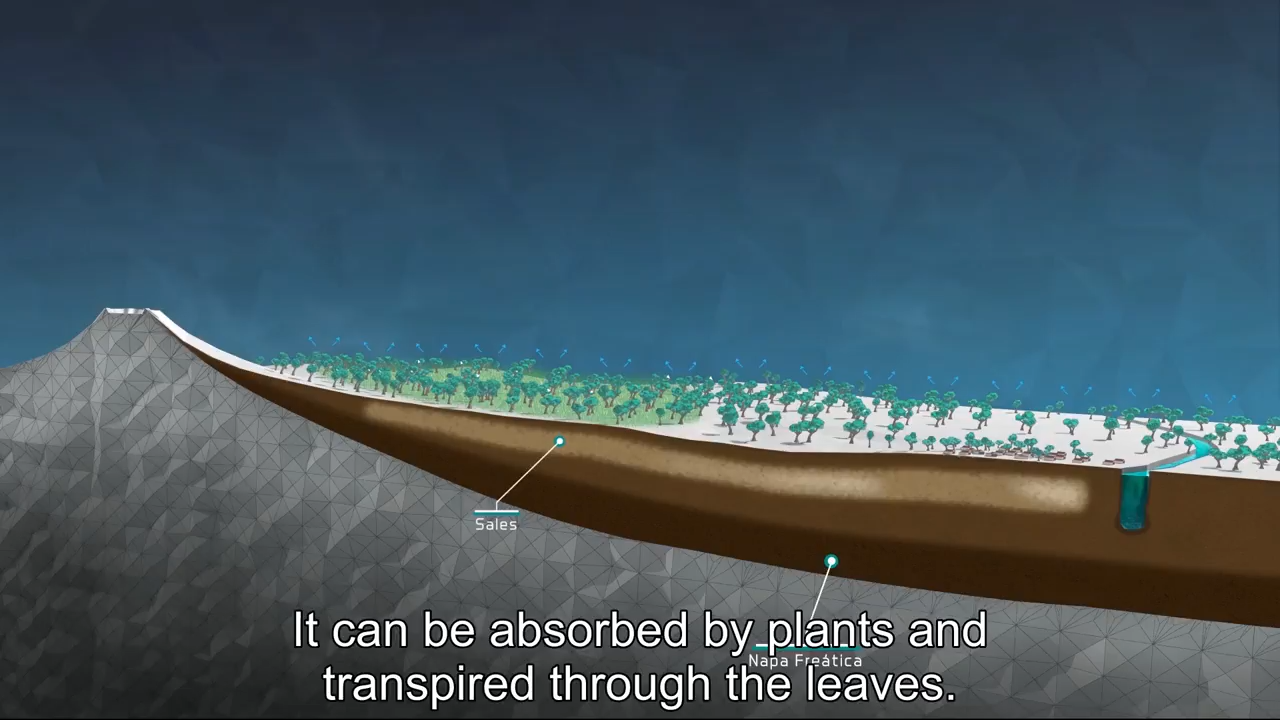 Sales
It can be absorbed by plants and
Napa Freática
transpired through the leaves.